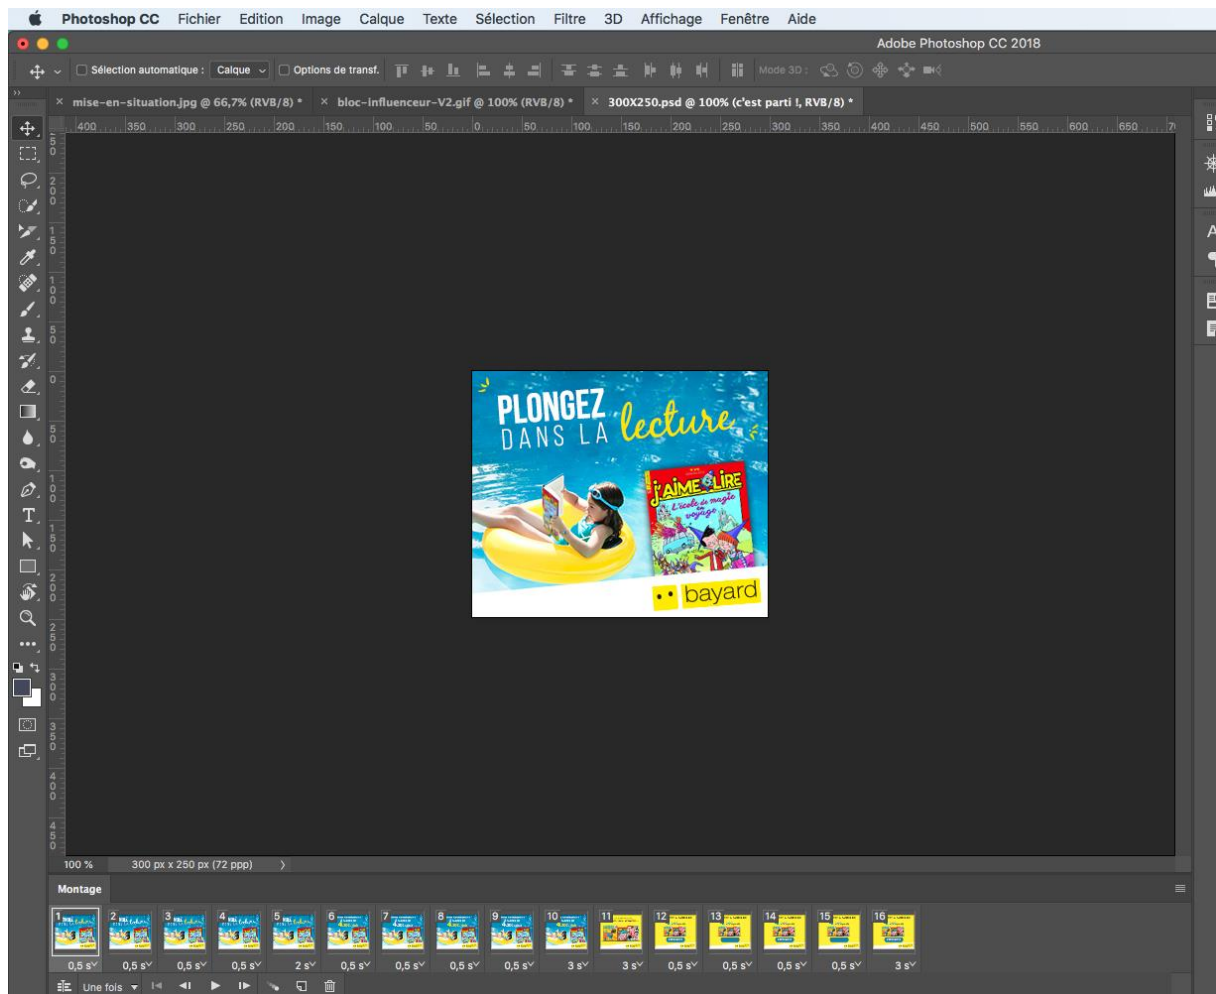 Photoshop CC Fichier Edition Image Calque Texte Sélection Filtre 3D Affichage Fenêtre Aide
Adobe Photoshop CC 2018
Sélection automatique : Calque Options de transf. Mode 3D :
× mise-en-situation.jpg @ 66,7% (RVB/8) * × bloc-influenceur-V2.gif @ 100% (RVB/8) * × 300X250.psd @ 100% (c'est parti !, RVB/8) *
400 350 300 250 200 150 100 50 0 50 100 150 200 250 300 350 400 450 500 550 600 650
PLONGEZ
DANS LA lecture
j'AIME LIRE
L'école de magie
en
voyage
bayard
100 % 300 px x 250 px (72 ppp)
Montage
1 2 3 4 5 6 7 8 9 10 11 12 13 14 15 16
0,5 s 0,5 s 0,5 s 0,5 s 2 s 0,5 s 0,5 s 0,5 s 0,5 s 3 s 3 s 0,5 s 0,5 s 0,5 s 0,5 s 3 s
Une fois